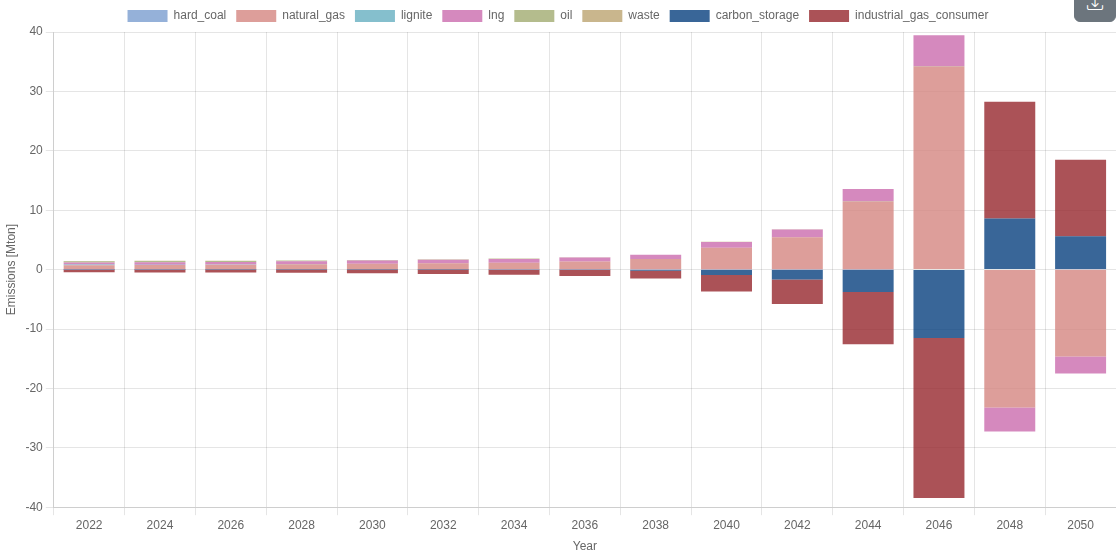 hard_coal natural_gas lignite lng oil waste carbon_storage industrial_gas_consumer
40
30
20
10
0
-10
-20
-30
-40
Emissions [Mton]
2022 2024 2026 2028 2030 2032 2034 2036 2038 2040 2042 2044 2046 2048 2050
Year